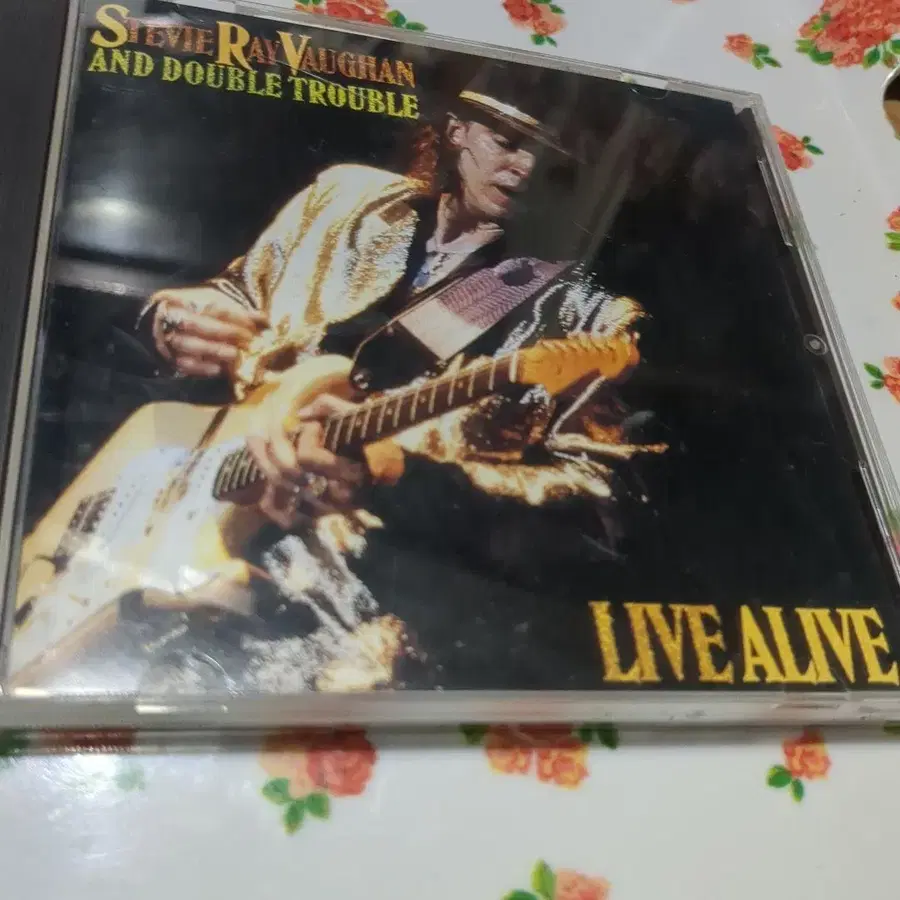 STEVIE RAY VAUGHAN
AND DOUBLE TROUBLE
LIVE ALIVE